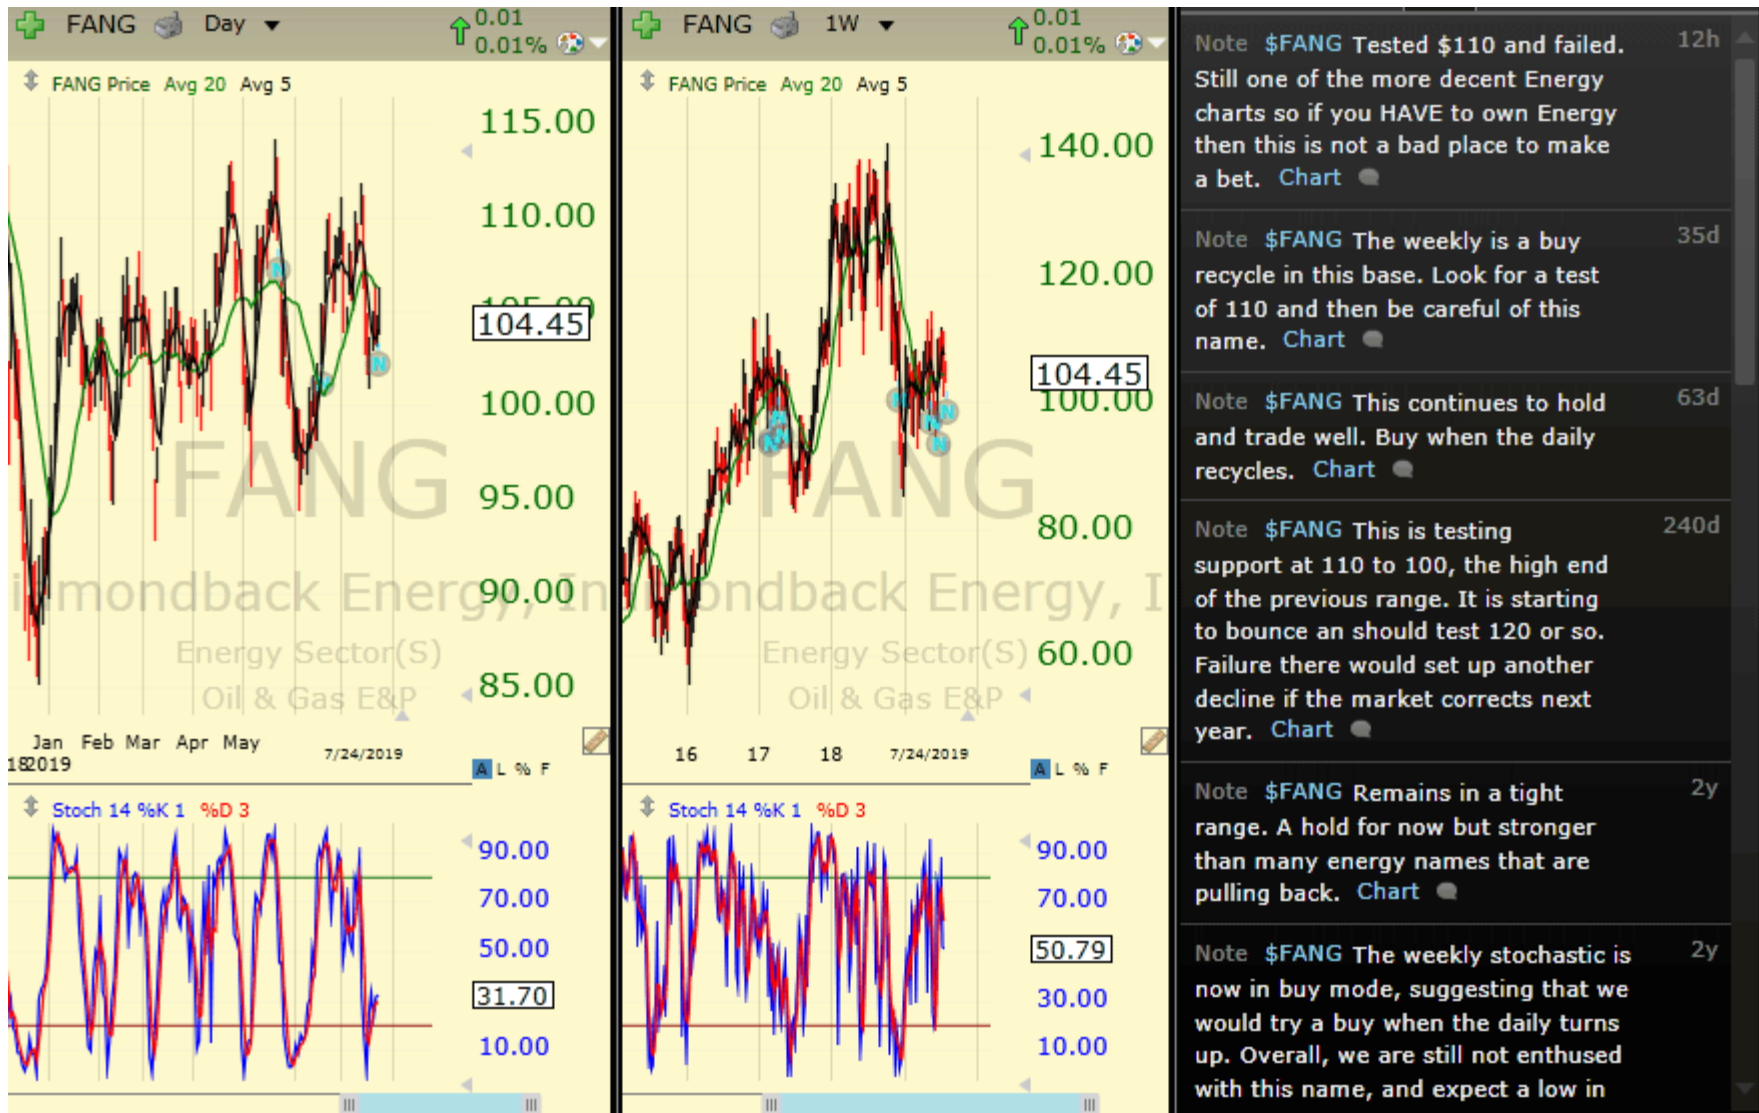 FANG Day 0.01
0.01%
FANG Price Avg 20 Avg 5
115.00
110.00
105.00
104.45
100.00
95.00
90.00
85.00
FANG
Energy, In
Energy Sector(S)
Oil & Gas E&P
Jan Feb Mar Apr May 7/24/2019
182019
A L % F
Stoch 14 %K 1 %D 3
90.00
70.00
50.00
31.70
10.00
FANG 1W 0.01
0.01%
FANG Price Avg 20 Avg 5
140.00
120.00
104.45
100.00
80.00
60.00
FANG
Energy, I
Energy Sector(S)
Oil & Gas E&P
16 17 18 7/24/2019
A L % F
Stoch 14 %K 1 %D 3
90.00
70.00
50.79
30.00
10.00
Note $FANG Tested $110 and failed. 12h
Still one of the more decent Energy
charts so if you HAVE to own Energy
then this is not a bad place to make
a bet. Chart
Note $FANG The weekly is a buy 35d
recycle in this base. Look for a test
of 110 and then be careful of this
name. Chart
Note $FANG This continues to hold 63d
and trade well. Buy when the daily
recycles. Chart
Note $FANG This is testing 240d
support at 110 to 100, the high end
of the previous range. It is starting
to bounce an should test 120 or so.
Failure there would set up another
decline if the market corrects next
year. Chart
Note $FANG Remains in a tight 2y
range. A hold for now but stronger
than many energy names that are
pulling back. Chart
Note $FANG The weekly stochastic is 2y
now in buy mode, suggesting that we
would try a buy when the daily turns
up. Overall, we are still not enthused
with this name, and expect a low in